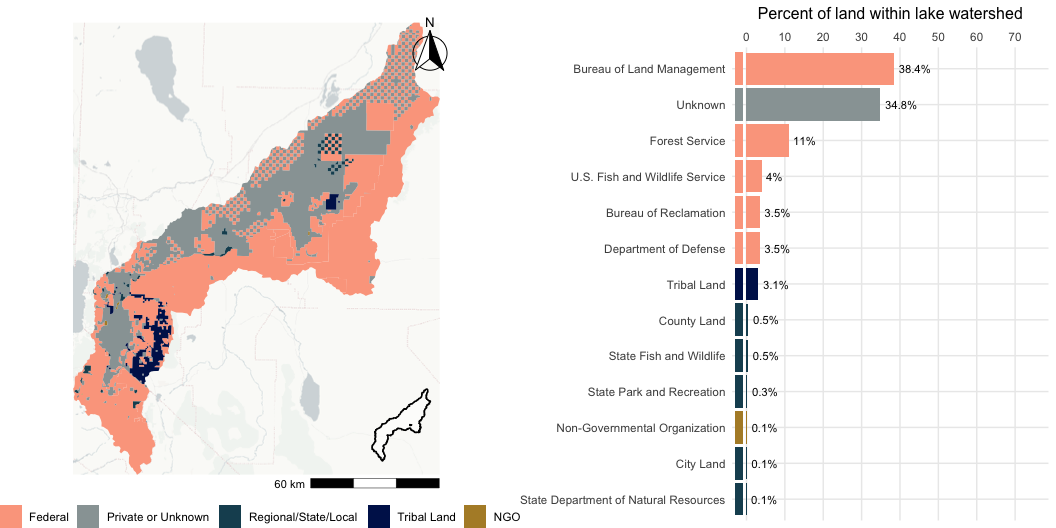 N
60 km
Federal
Private or Unknown
Regional/State/Local
Tribal Land
NGO
Percent of land within lake watershed
0 10 20 30 40 50 60 70
Bureau of Land Management 38.4%
Unknown 34.8%
Forest Service 11%
U.S. Fish and Wildlife Service 4%
Bureau of Reclamation 3.5%
Department of Defense 3.5%
Tribal Land 3.1%
County Land 0.5%
State Fish and Wildlife 0.5%
State Park and Recreation 0.3%
Non-Governmental Organization 0.1%
City Land 0.1%
State Department of Natural Resources 0.1%